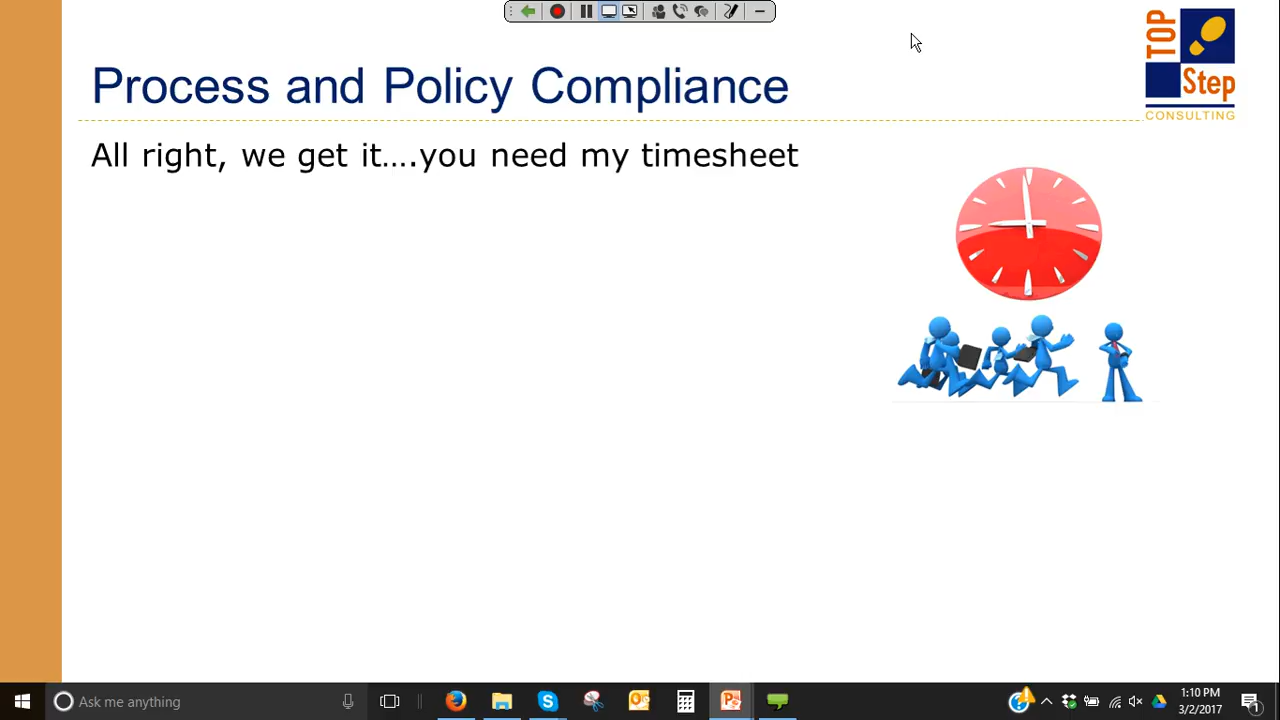 TOP
Step
CONSULTING
Process and Policy Compliance
All right, we get it....you need my timesheet
Ask me anything
1:10 PM
3/2/2017
1